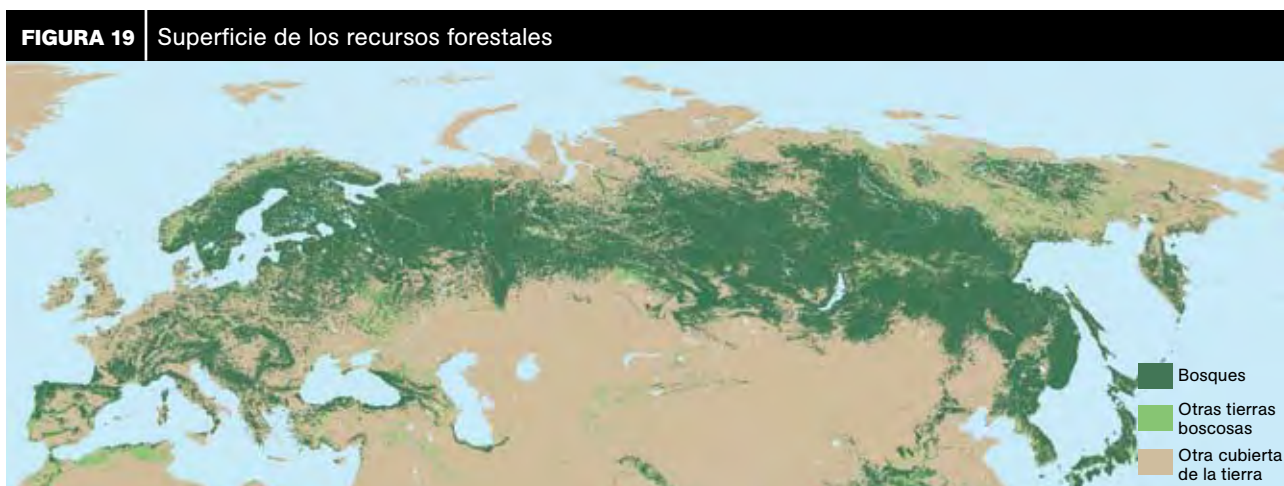 FIGURA 19 Superficie de los recursos forestales
Bosques
Otras tierras
boscosas
Otra cubierta
de la tierra